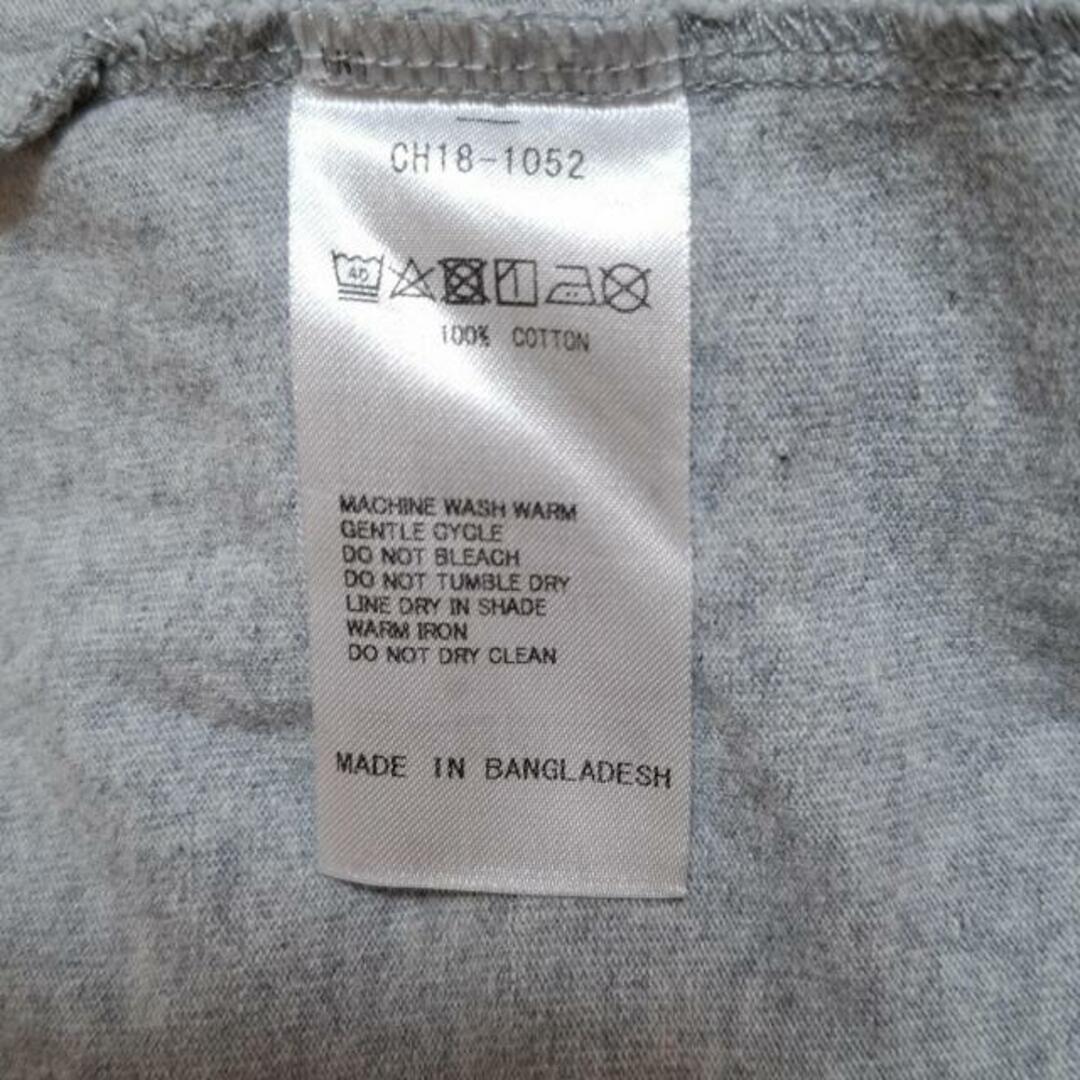 CH18-1052
40
100% COTTON
MACHINE WASH WARM
GENTLE CYCLE
DO NOT BLEACH
DO NOT TUMBLE DRY
LINE DRY IN SHADE
WARM IRON
DO NOT DRY CLEAN
MADE IN BANGLADESH